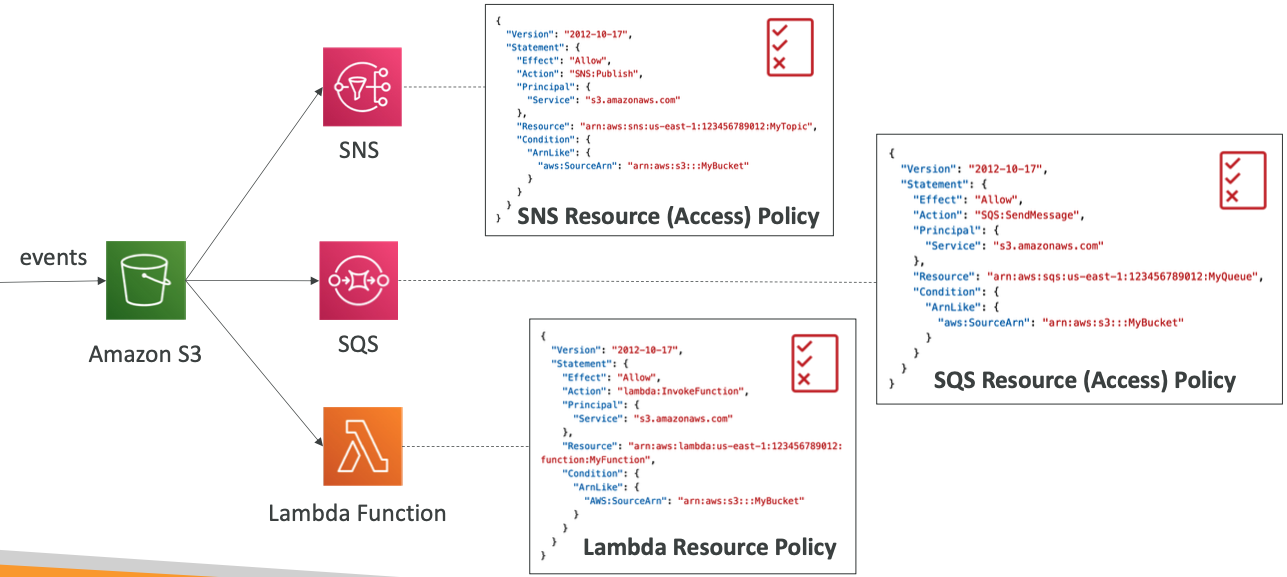 events
Amazon S3
SNS
SQS
Lambda Function
{
"Version": "2012-10-17",
"Statement": {
"Effect": "Allow",
"Action": "SNS:Publish",
"Principal": {
"Service": "s3.amazonaws.com"
},
"Resource": "arn:aws:sns:us-east-1:123456789012:MyTopic",
"Condition": {
"ArnLike": {
"aws:SourceArn": "arn:aws:s3:::MyBucket"
}
}
}
}
SNS Resource (Access) Policy
{
"Version": "2012-10-17",
"Statement": {
"Effect": "Allow",
"Action": "SQS:SendMessage",
"Principal": {
"Service": "s3.amazonaws.com"
},
"Resource": "arn:aws:sqs:us-east-1:123456789012:MyQueue",
"Condition": {
"ArnLike": {
"aws:SourceArn": "arn:aws:s3:::MyBucket"
}
}
}
}
SQS Resource (Access) Policy
{
"Version": "2012-10-17",
"Statement": {
"Effect": "Allow",
"Action": "lambda:InvokeFunction",
"Principal": {
"Service": "s3.amazonaws.com"
},
"Resource": "arn:aws:lambda:us-east-1:123456789012:
function:MyFunction",
"Condition": {
"ArnLike": {
"AWS:SourceArn": "arn:aws:s3:::MyBucket"
}
}
}
}
Lambda Resource Policy